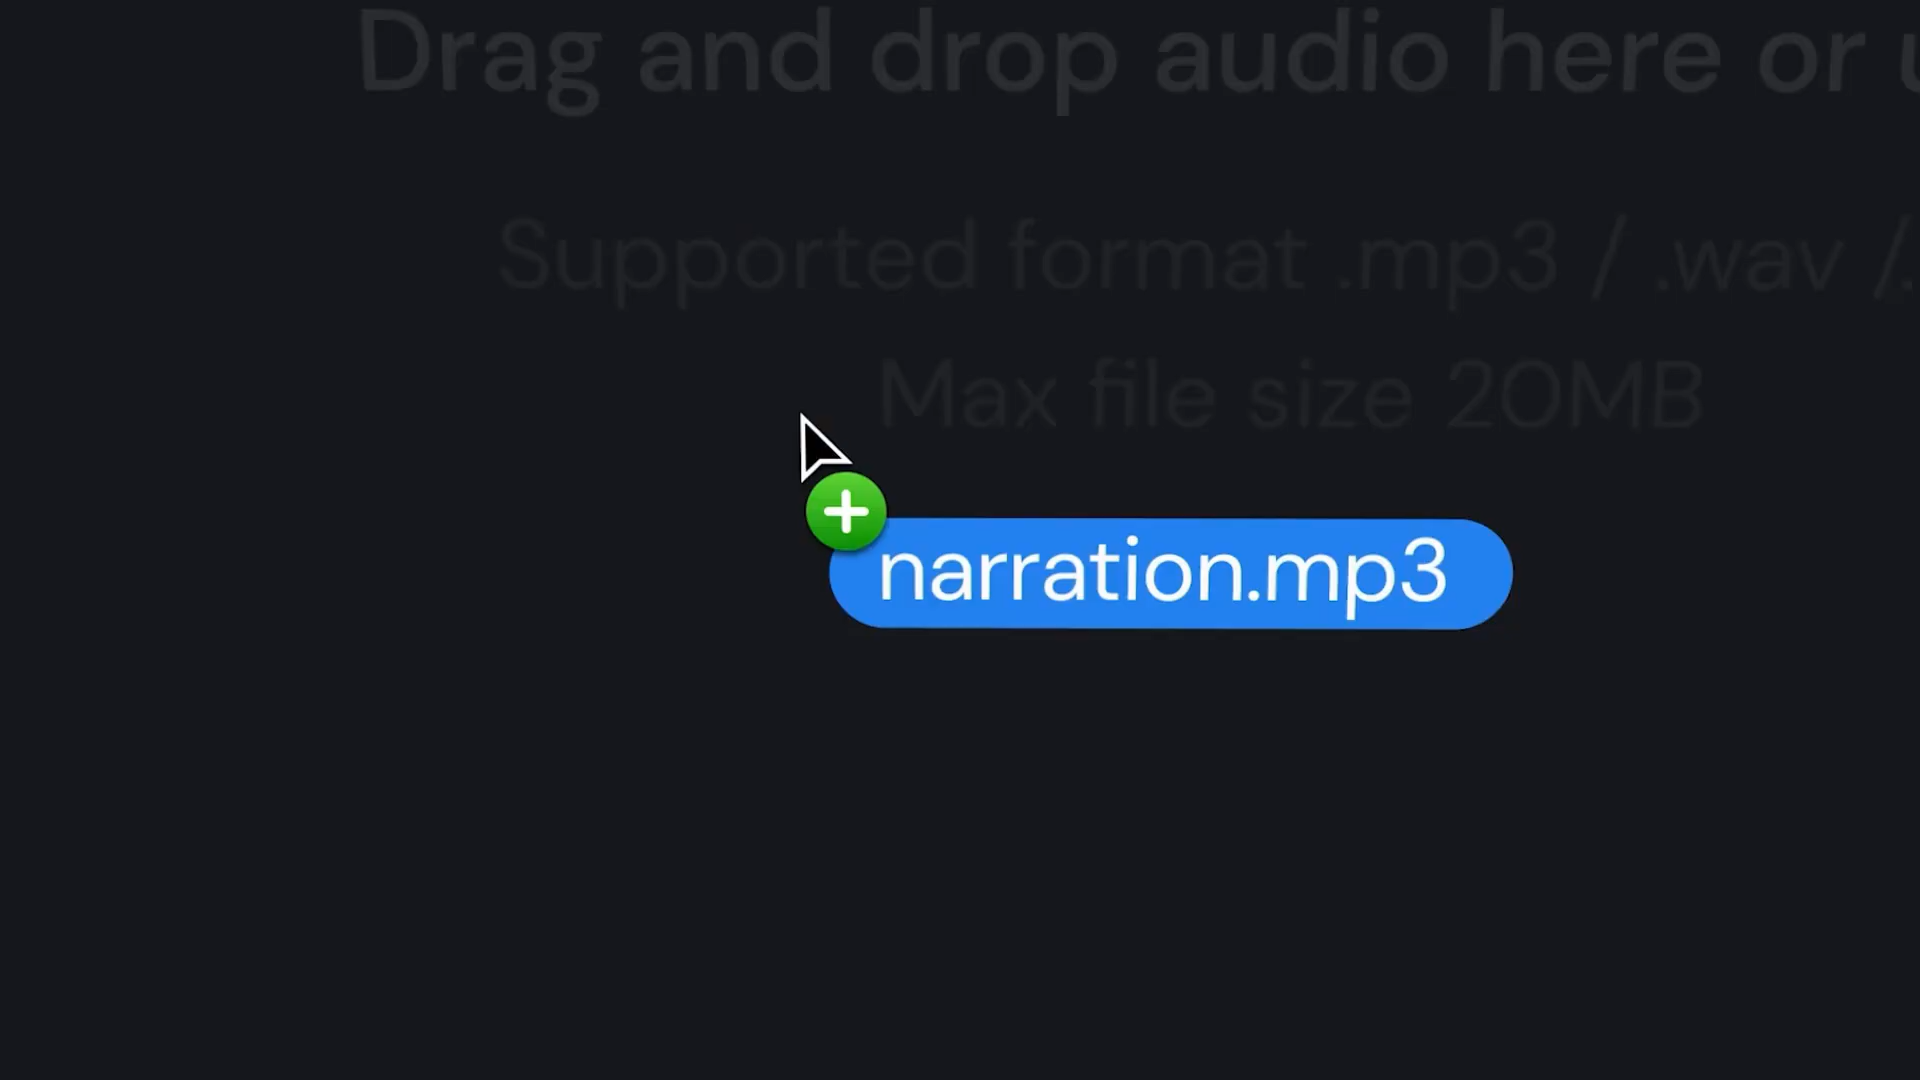 Drag and drop audio here or u
Supported format .mp3 / .wav /.
Max file size 20MB
narration.mp3